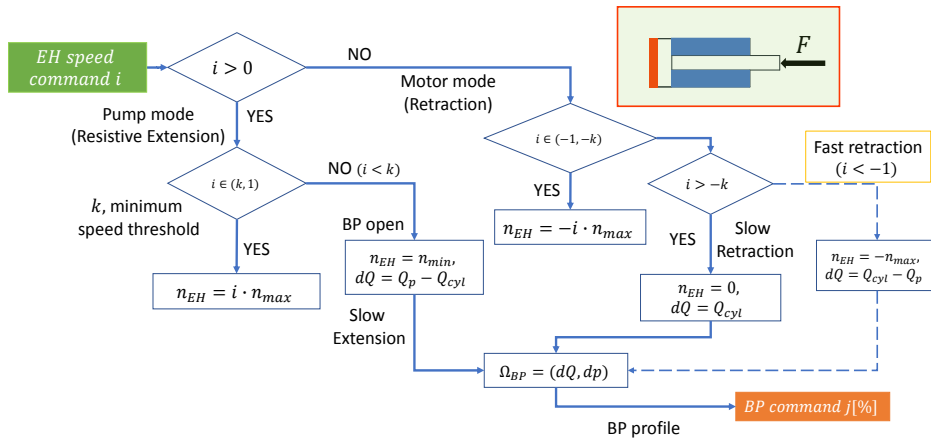 EH speed
command i
i > 0
NO
Motor mode
(Retraction)
F
Pump mode
(Resistive Extension)
YES
i ∈ (−1, −k)
Fast retraction
(i < −1)
i ∈ (k, 1)
NO (i < k)
i > −k
k, minimum
speed threshold
YES
n_EH = −i · n_max
BP open
YES
Slow
Retraction
YES
n_EH = i · n_max
n_EH = n_min,
dQ = Q_p − Q_cyl
n_EH = −n_max,
dQ = Q_cyl − Q_p
n_EH = 0,
dQ = Q_cyl
Slow
Extension
Ω_BP = (dQ, dp)
BP command j[%]
BP profile